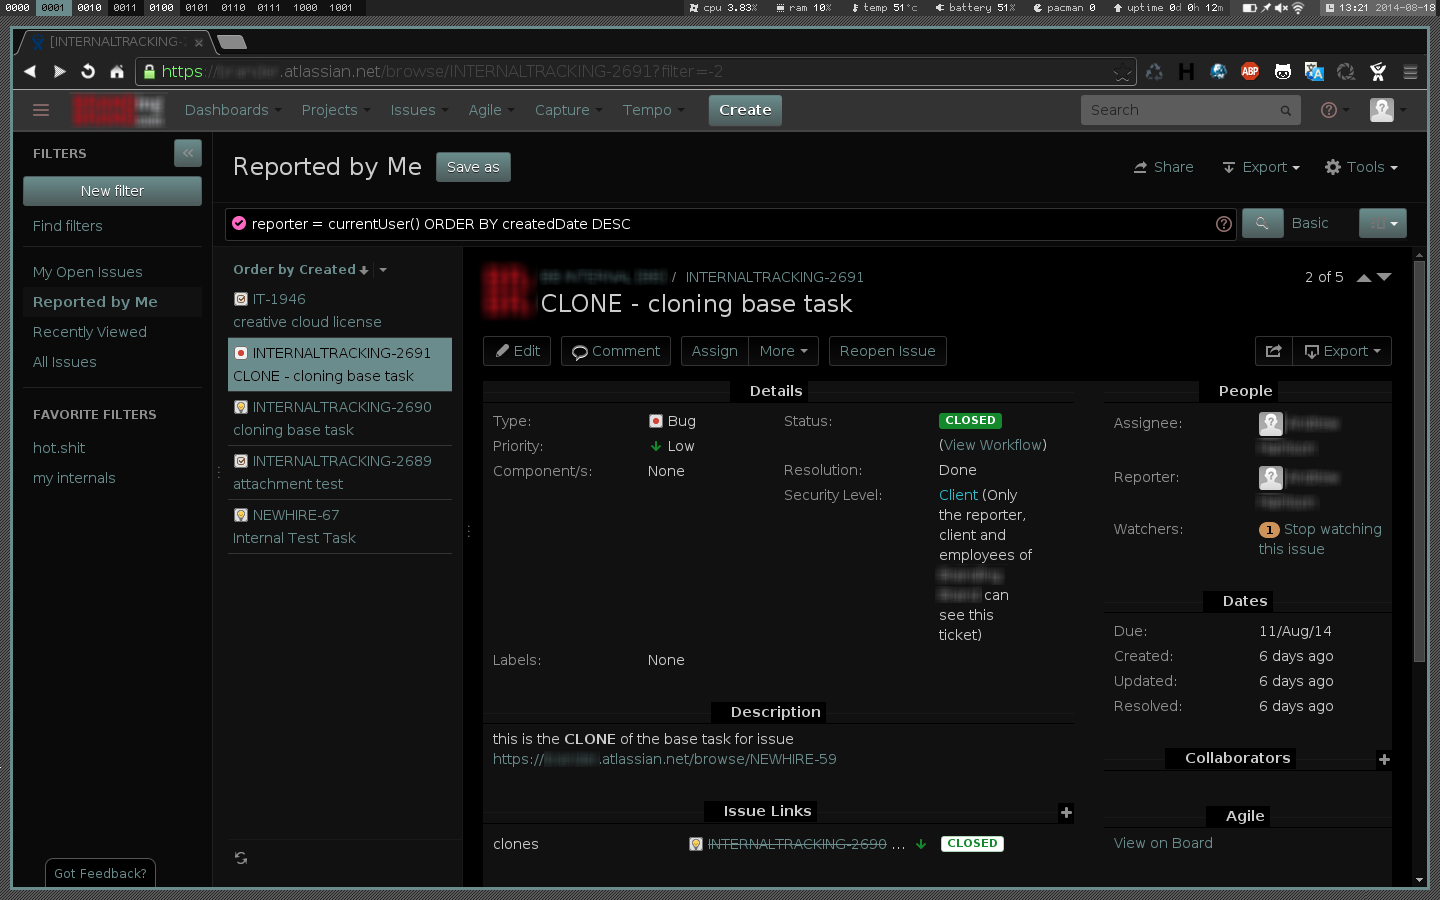 0000 0001 0010 0011 0100 0101 0110 0111 1000 1001 cpu 3.83% ram 10% temp 51°c battery 51% pacman 0 uptime 0d 0h 12m 13:21 2014-08-18
[INTERNALTRACKING-
https:// .atlassian.net/browse/INTERNALTRACKING-2691?filter=-2 H ABP
Dashboards Projects Issues Agile Capture Tempo Create Search
FILTERS
New filter
Find filters
My Open Issues
Reported by Me
Recently Viewed
All Issues
FAVORITE FILTERS
hot.shit
my internals
Got Feedback?
Reported by Me Save as Share Export Tools
reporter = currentUser() ORDER BY createdDate DESC Basic
Order by Created
IT-1946
creative cloud license
INTERNALTRACKING-2691
CLONE - cloning base task
INTERNALTRACKING-2690
cloning base task
INTERNALTRACKING-2689
attachment test
NEWHIRE-67
Internal Test Task
/ INTERNALTRACKING-2691 2 of 5
CLONE - cloning base task
Edit Comment Assign More Reopen Issue Export
Details
Type: Bug
Priority: Low
Component/s: None
Labels: None
Status: CLOSED
(View Workflow)
Resolution: Done
Security Level: Client (Only
the reporter,
client and
employees of
can
see this
ticket)
Description
this is the CLONE of the base task for issue
https:// .atlassian.net/browse/NEWHIRE-59
Issue Links
clones INTERNALTRACKING-2690 ... CLOSED
People
Assignee:
Reporter:
Watchers: 1 Stop watching
this issue
Dates
Due: 11/Aug/14
Created: 6 days ago
Updated: 6 days ago
Resolved: 6 days ago
Collaborators
Agile
View on Board